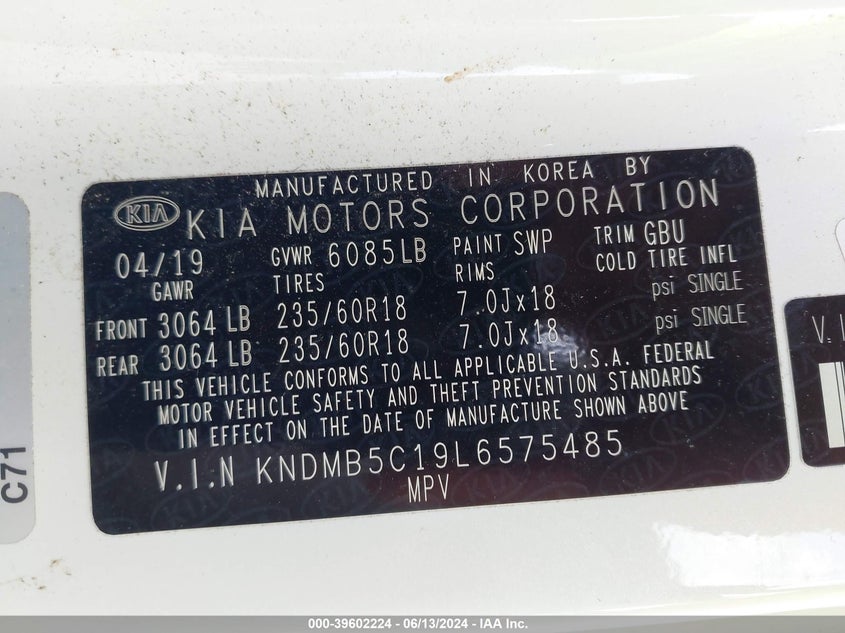 MANUFACTURED IN KOREA BY
KIA KIA MOTORS CORPORATION
04/19 GVWR 6085LB PAINT SWP TRIM GBU
GAWR TIRES RIMS COLD TIRE INFL
FRONT 3064 LB 235/60R18 7.0Jx18 psi SINGLE
REAR 3064 LB 235/60R18 7.0Jx18 psi SINGLE
THIS VEHICLE CONFORMS TO ALL APPLICABLE U.S.A. FEDERAL
MOTOR VEHICLE SAFETY AND THEFT PREVENTION STANDARDS
IN EFFECT ON THE DATE OF MANUFACTURE SHOWN ABOVE
V.I.N KNDMB5C19L6575485
MPV
C71
V.I
000-39602224 - 06/13/2024 - IAA Inc.